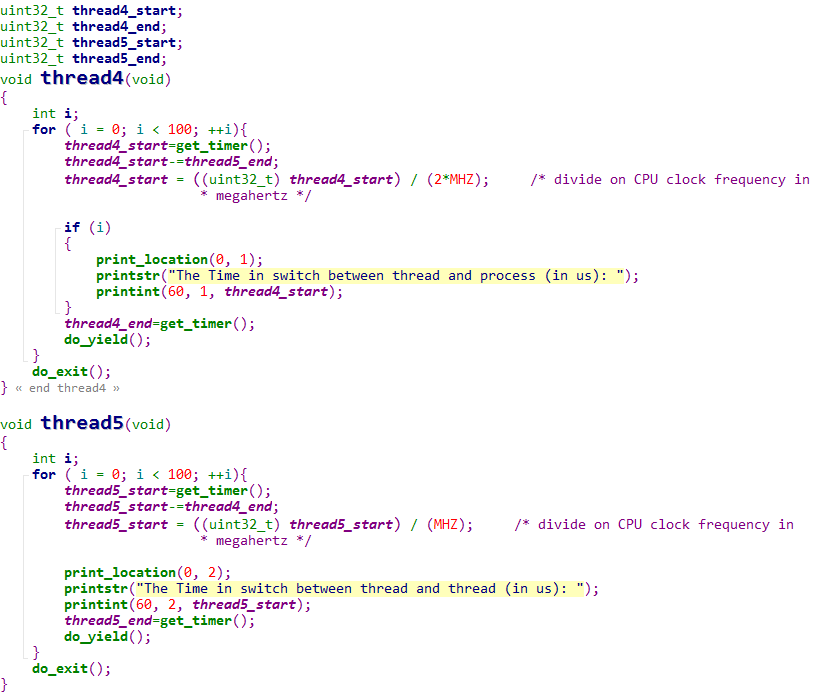 uint32_t thread4_start;
uint32_t thread4_end;
uint32_t thread5_start;
uint32_t thread5_end;
void thread4(void)
{
    int i;
    for ( i = 0; i < 100; ++i){
        thread4_start=get_timer();
        thread4_start-=thread5_end;
        thread4_start = ((uint32_t) thread4_start) / (2*MHZ);     /* divide on CPU clock frequency in
                         * megahertz */

        if (i)
        {
            print_location(0, 1);
            printstr("The Time in switch between thread and process (in us): ");
            printint(60, 1, thread4_start);
        }
        thread4_end=get_timer();
        do_yield();
    }
    do_exit();
} « end thread4 »

void thread5(void)
{
    int i;
    for ( i = 0; i < 100; ++i){
        thread5_start=get_timer();
        thread5_start-=thread4_end;
        thread5_start = ((uint32_t) thread5_start) / (MHZ);     /* divide on CPU clock frequency in
                         * megahertz */

        print_location(0, 2);
        printstr("The Time in switch between thread and thread (in us): ");
        printint(60, 2, thread5_start);
        thread5_end=get_timer();
        do_yield();
    }
    do_exit();
}